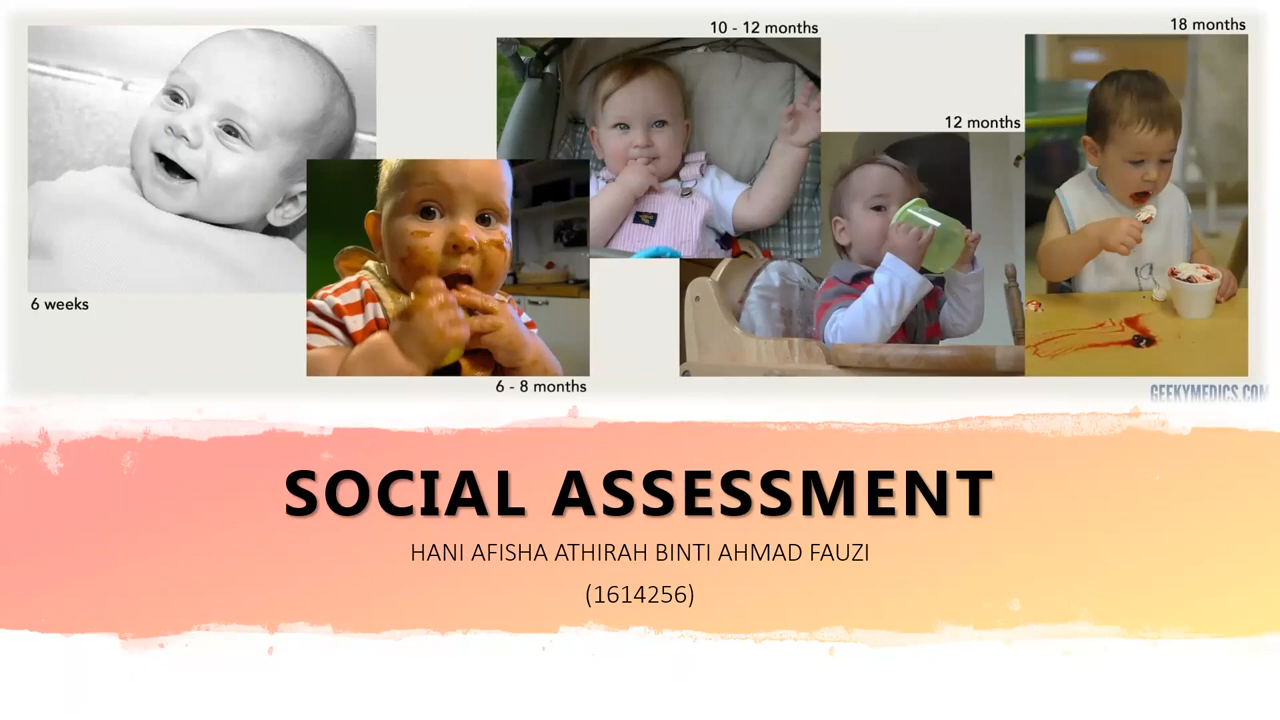 10 - 12 months
18 months
12 months
6 weeks
6 - 8 months
GEEKYMEDICS.COM
SOCIAL ASSESSMENT
HANI AFISHA ATHIRAH BINTI AHMAD FAUZI
(1614256)